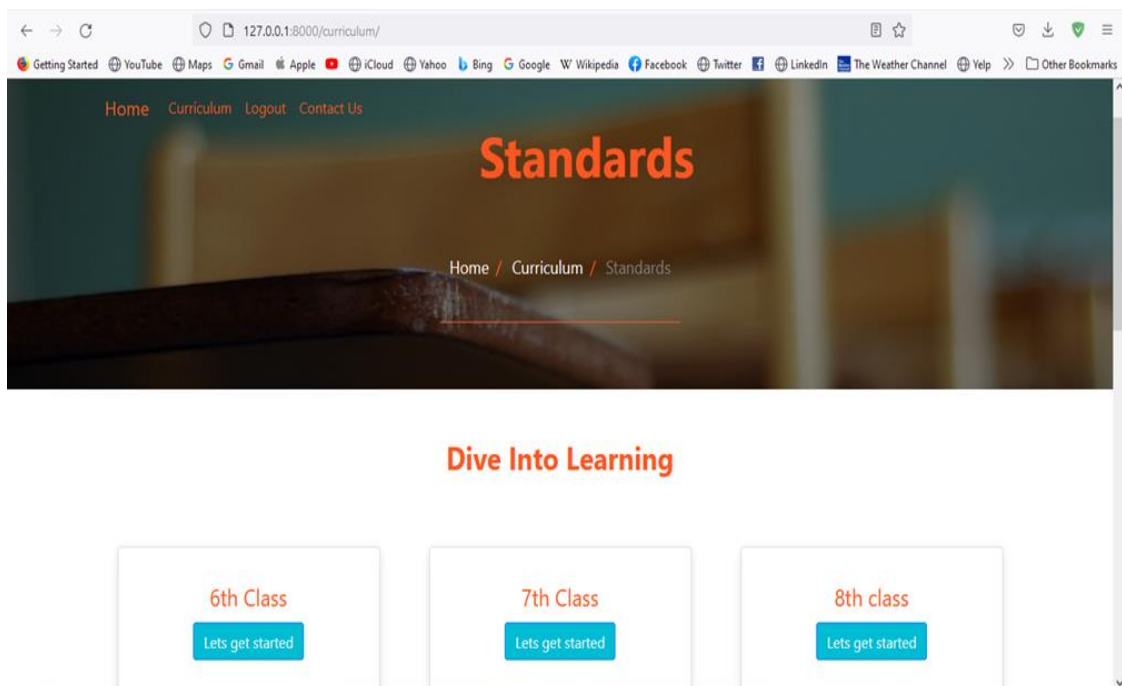 127.0.0.1:8000/curriculum/
Getting Started YouTube Maps Gmail Apple iCloud Yahoo Bing Google Wikipedia Facebook Twitter LinkedIn The Weather Channel Yelp Other Bookmarks
Home Curriculum Logout Contact Us
Standards
Home / Curriculum / Standards
Dive Into Learning
6th Class 7th Class 8th class
Lets get started Lets get started Lets get started